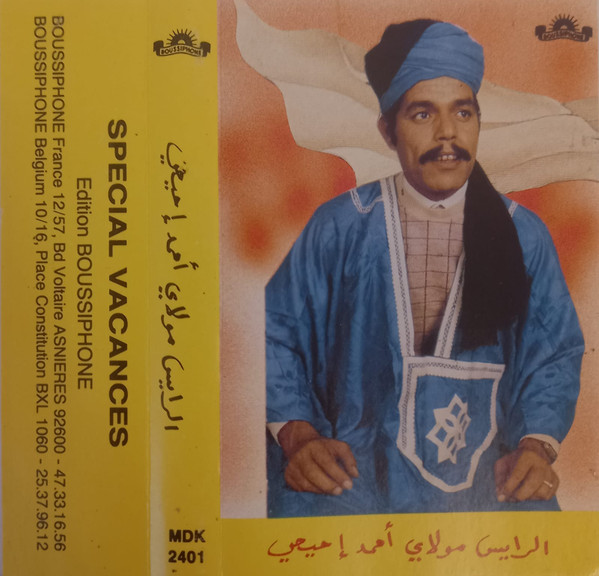 BOUSSIPHONE
SPECIAL VACANCES
Edition BOUSSIPHONE
BOUSSIPHONE France 12/57, Bd Voltaire ASNIERES 92600 - 47.33.16.56
BOUSSIPHONE Belgium 10/16, Place Constitution BXL 1060 - 25.37.96.12
BOUSSIPHONE
الرايس مولاي أحمد إحيحي
MDK
2401
الرايس مولاي أحمد إحيحي